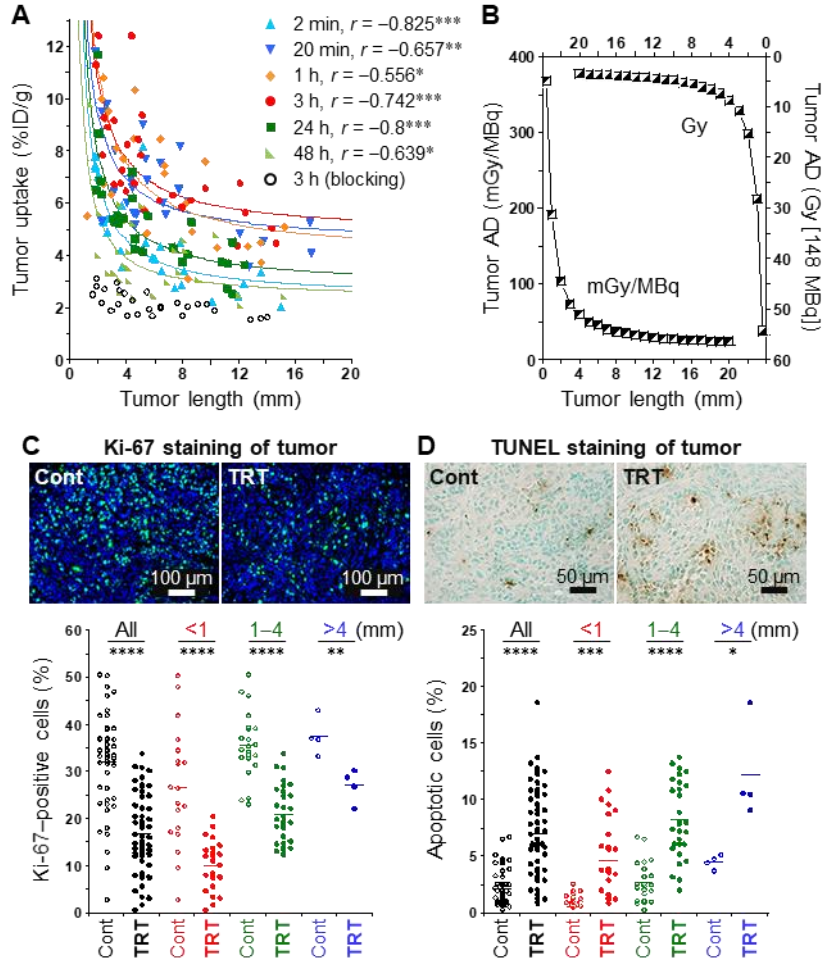 A
Tumor uptake (%ID/g)
12
10
8
6
4
2
0
0 4 8 12 16 20
Tumor length (mm)
2 min, r = −0.825***
20 min, r = −0.657**
1 h, r = −0.556*
3 h, r = −0.742***
24 h, r = −0.8***
48 h, r = −0.639*
3 h (blocking)
B
20 16 12 8 4 0
Tumor AD (mGy/MBq)
400
300
200
100
0
0 4 8 12 16 20
Tumor length (mm)
0
10
20
30
40
50
60
Tumor AD (Gy [148 MBq])
Gy
mGy/MBq
C Ki-67 staining of tumor
Cont
100 µm
TRT
100 µm
Ki-67–positive cells (%)
60
50
40
30
20
10
0
All <1 1–4 >4 (mm)
**** **** **** **
Cont TRT Cont TRT Cont TRT Cont TRT
D TUNEL staining of tumor
Cont
50 µm
TRT
50 µm
Apoptotic cells (%)
25
20
15
10
5
0
All <1 1–4 >4 (mm)
**** *** **** *
Cont TRT Cont TRT Cont TRT Cont TRT